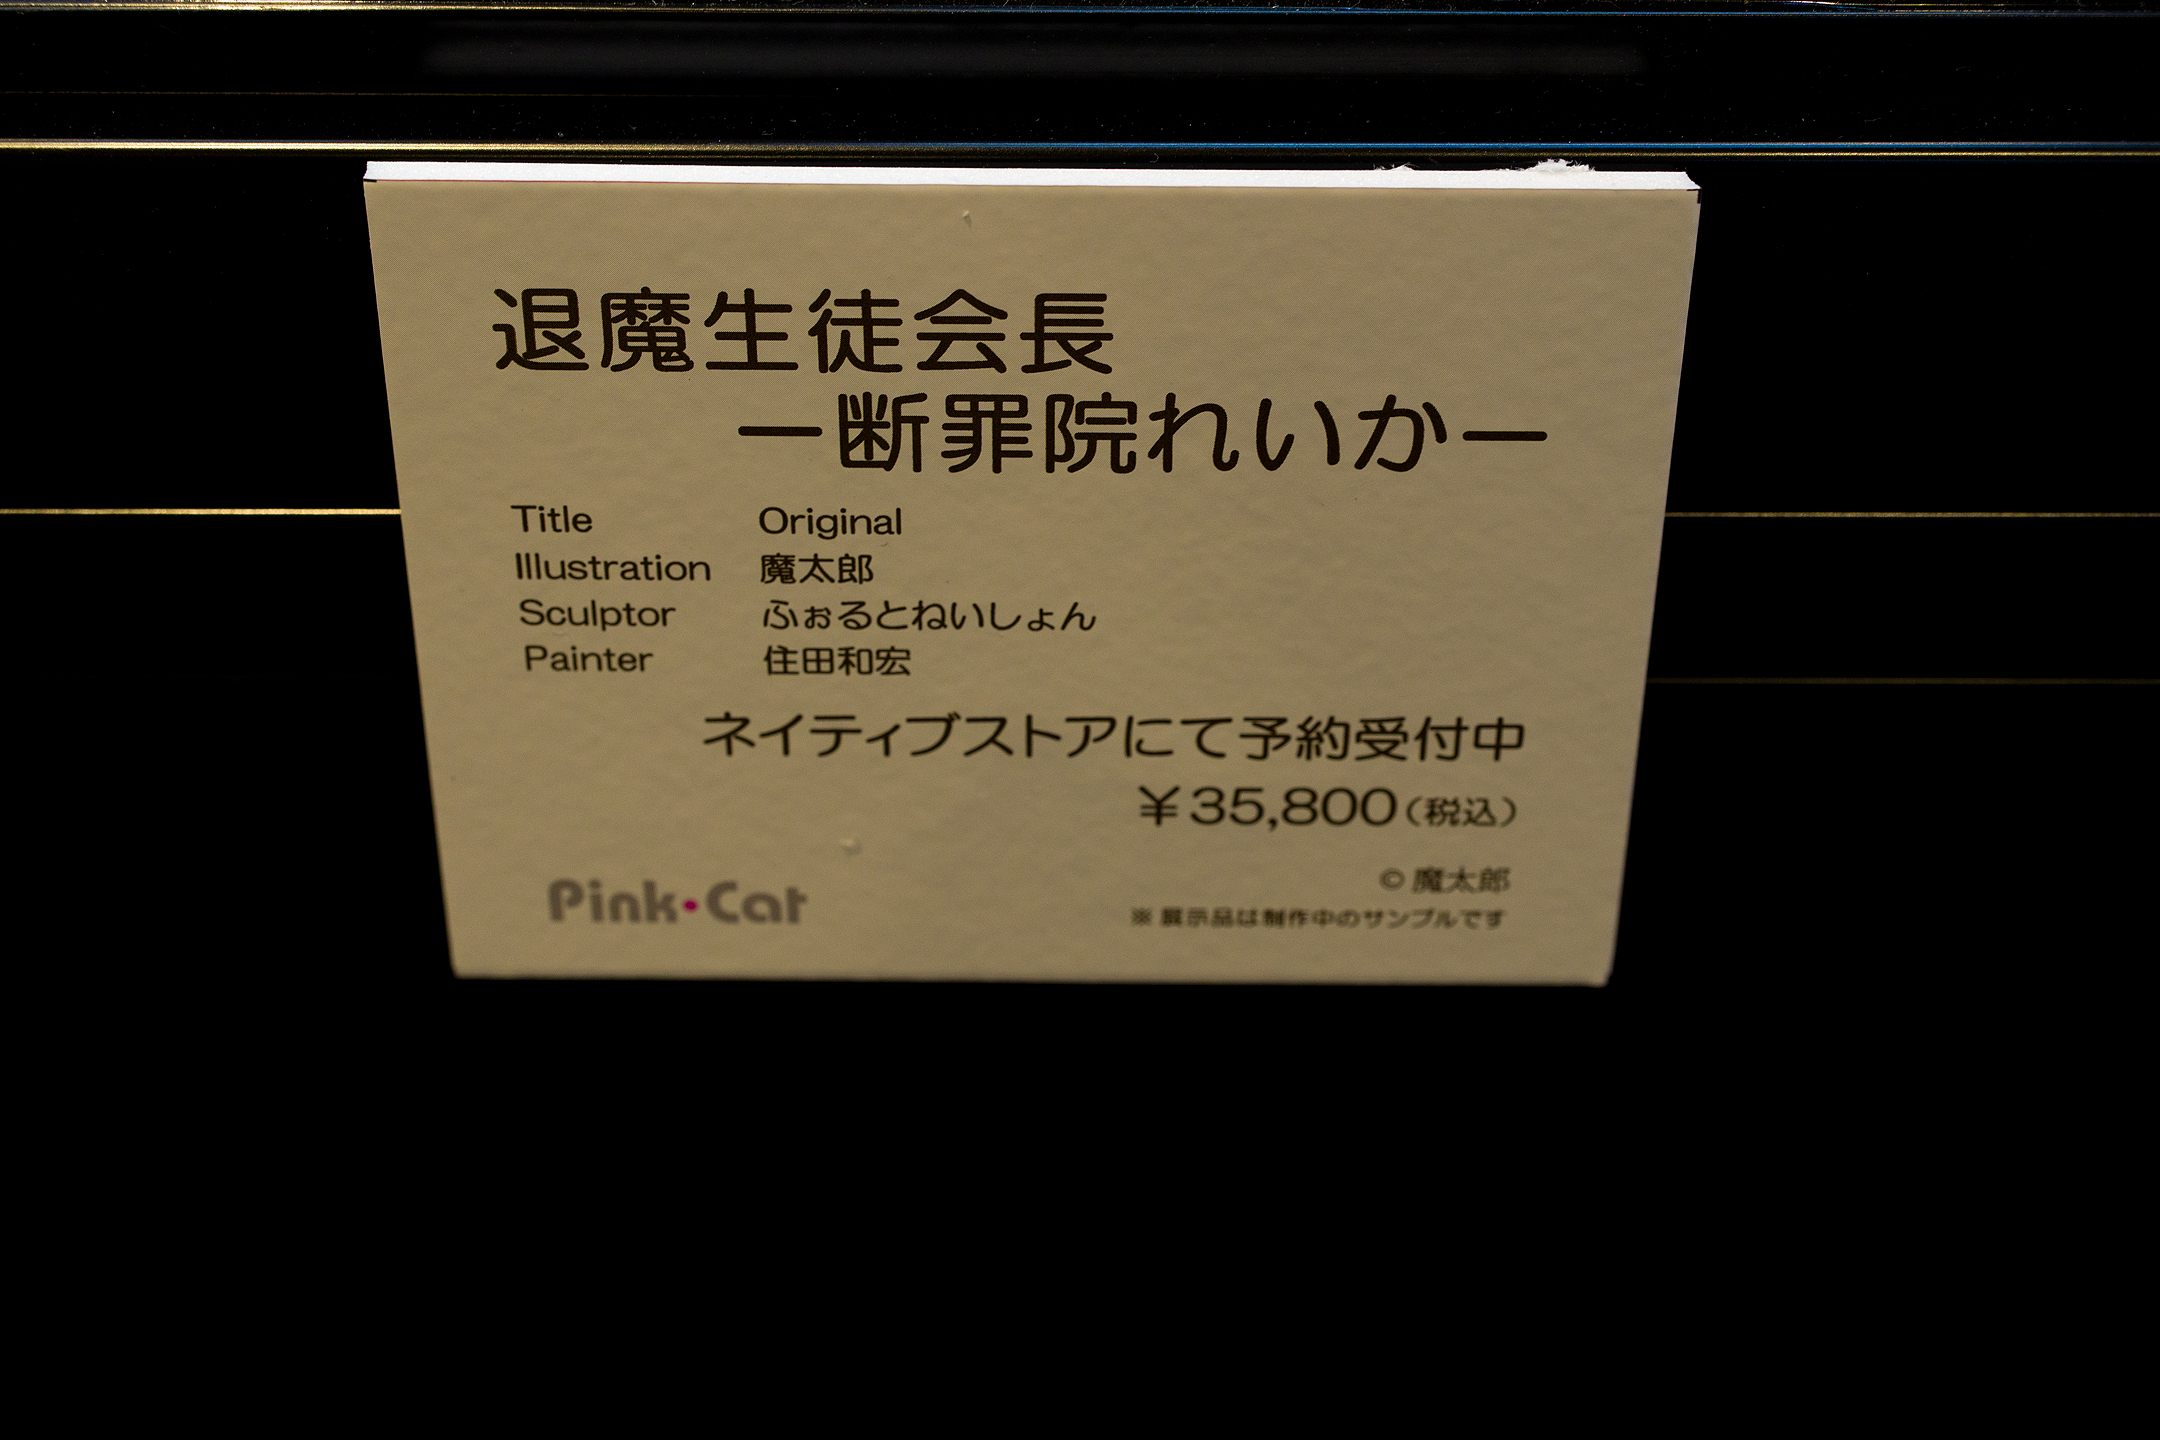 退魔生徒会長
ー断罪院れいかー
Title Original
Illustration 魔太郎
Sculptor ふぉるとねいしょん
Painter 住田和宏
ネイティブストアにて予約受付中
¥35,800(税込)
© 魔太郎
Pink・Cat
※展示品は制作中のサンプルです